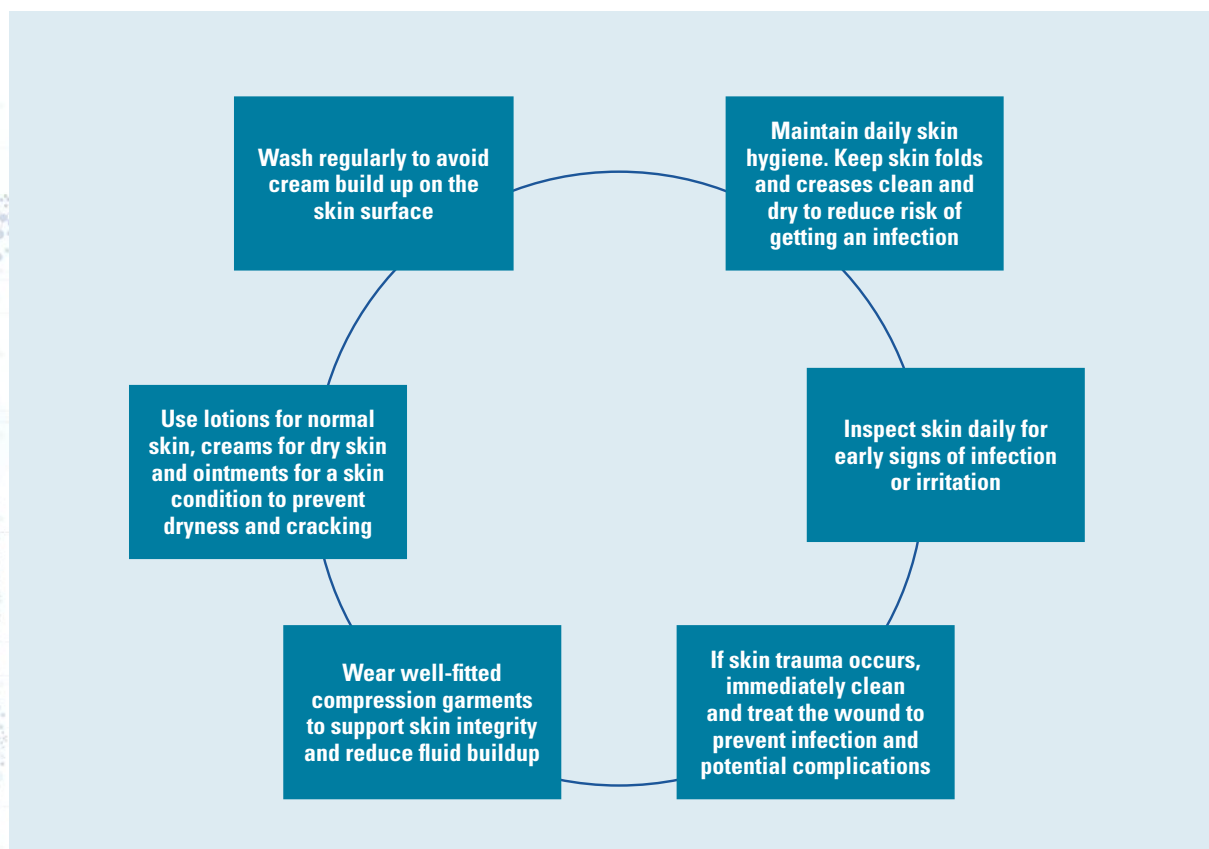 Wash regularly to avoid
cream build up on the
skin surface
Maintain daily skin
hygiene. Keep skin folds
and creases clean and
dry to reduce risk of
getting an infection
Inspect skin daily for
early signs of infection
or irritation
If skin trauma occurs,
immediately clean
and treat the wound to
prevent infection and
potential complications
Wear well-fitted
compression garments
to support skin integrity
and reduce fluid buildup
Use lotions for normal
skin, creams for dry skin
and ointments for a skin
condition to prevent
dryness and cracking